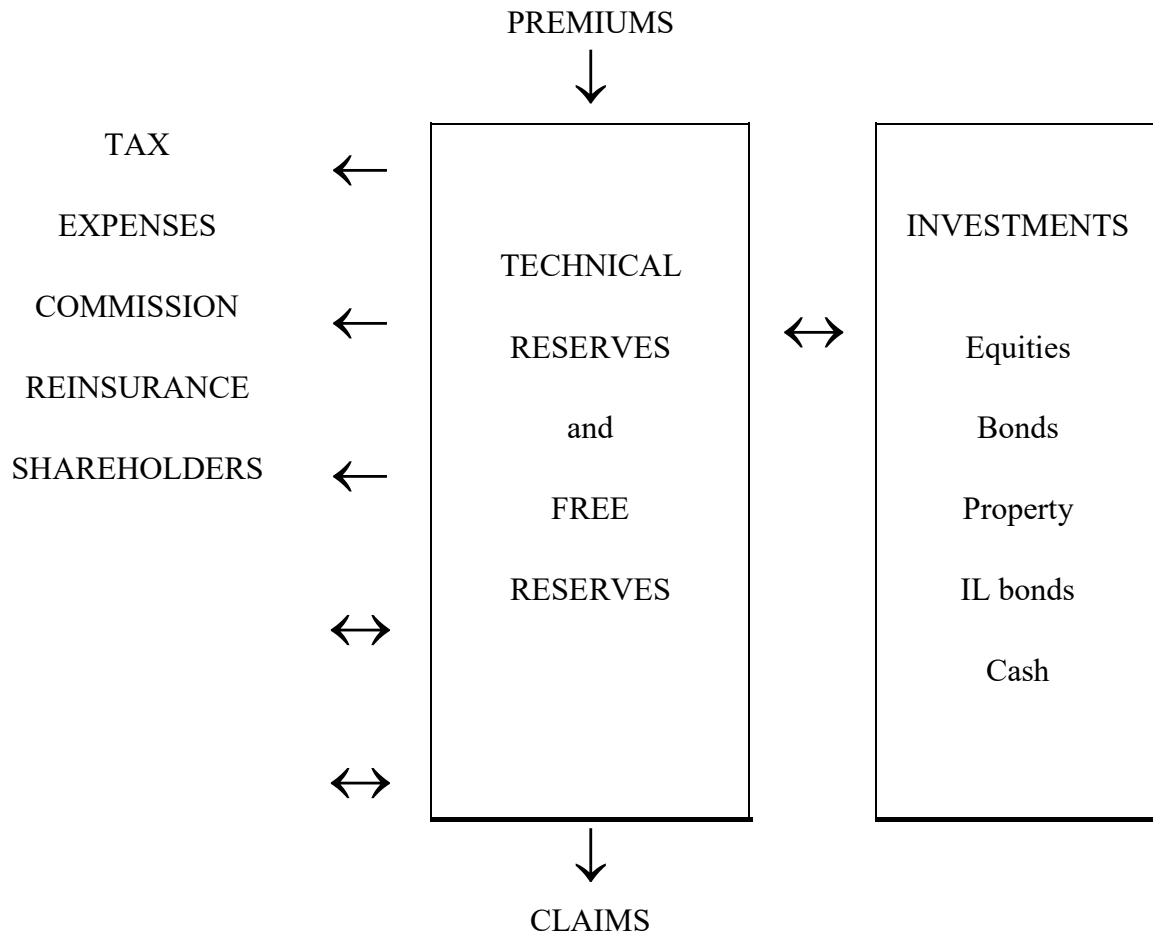 PREMIUMS
TAX
EXPENSES
COMMISSION
REINSURANCE
SHAREHOLDERS
TECHNICAL
RESERVES
and
FREE
RESERVES
INVESTMENTS
Equities
Bonds
Property
IL bonds
Cash
CLAIMS